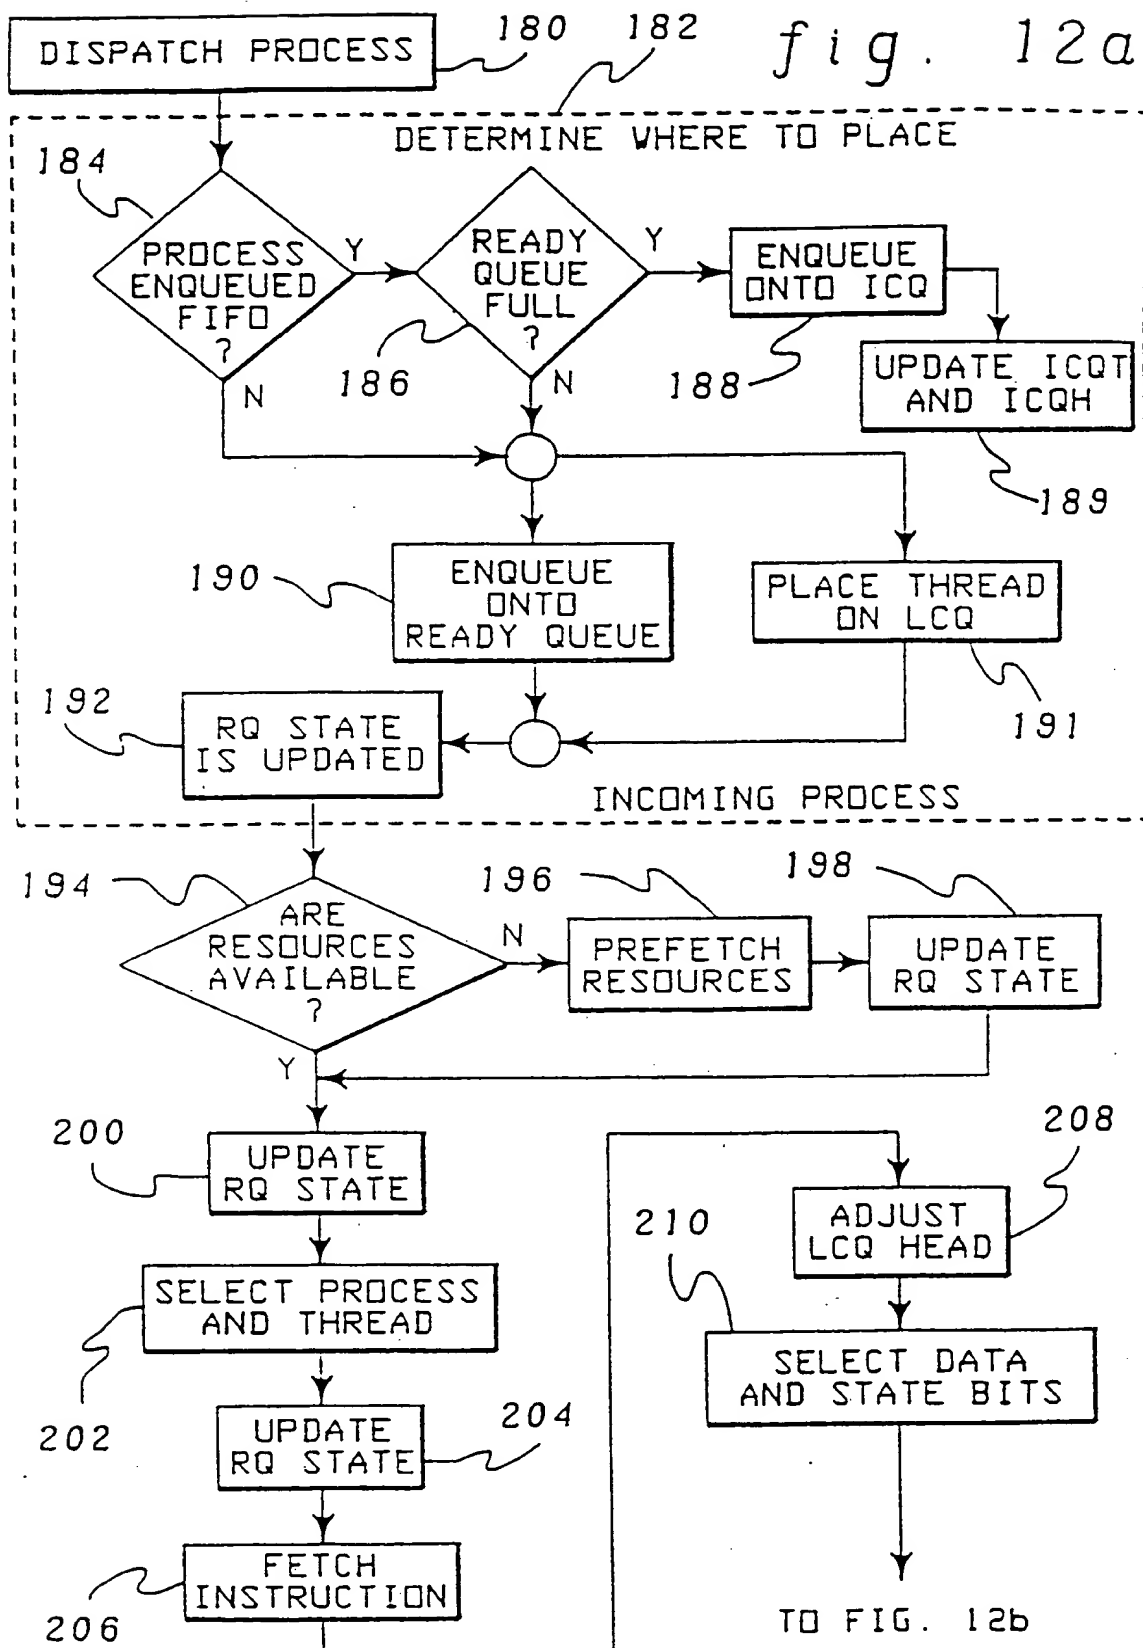 fig. 12a
DISPATCH PROCESS
180
182
DETERMINE WHERE TO PLACE
184
PROCESS
ENQUEUED
FIFO
?
Y
N
READY
QUEUE
FULL
?
186
Y
N
ENQUEUE
ONTO ICQ
188
UPDATE ICQT
AND ICQH
189
190
ENQUEUE
ONTO
READY QUEUE
PLACE THREAD
ON LCQ
191
192
RQ STATE
IS UPDATED
INCOMING PROCESS
194
ARE
RESOURCES
AVAILABLE
?
N
Y
196
PREFETCH
RESOURCES
198
UPDATE
RQ STATE
200
UPDATE
RQ STATE
SELECT PROCESS
AND THREAD
202
UPDATE
RQ STATE
204
FETCH
INSTRUCTION
206
208
ADJUST
LCQ HEAD
210
SELECT DATA
AND STATE BITS
TO FIG. 12b